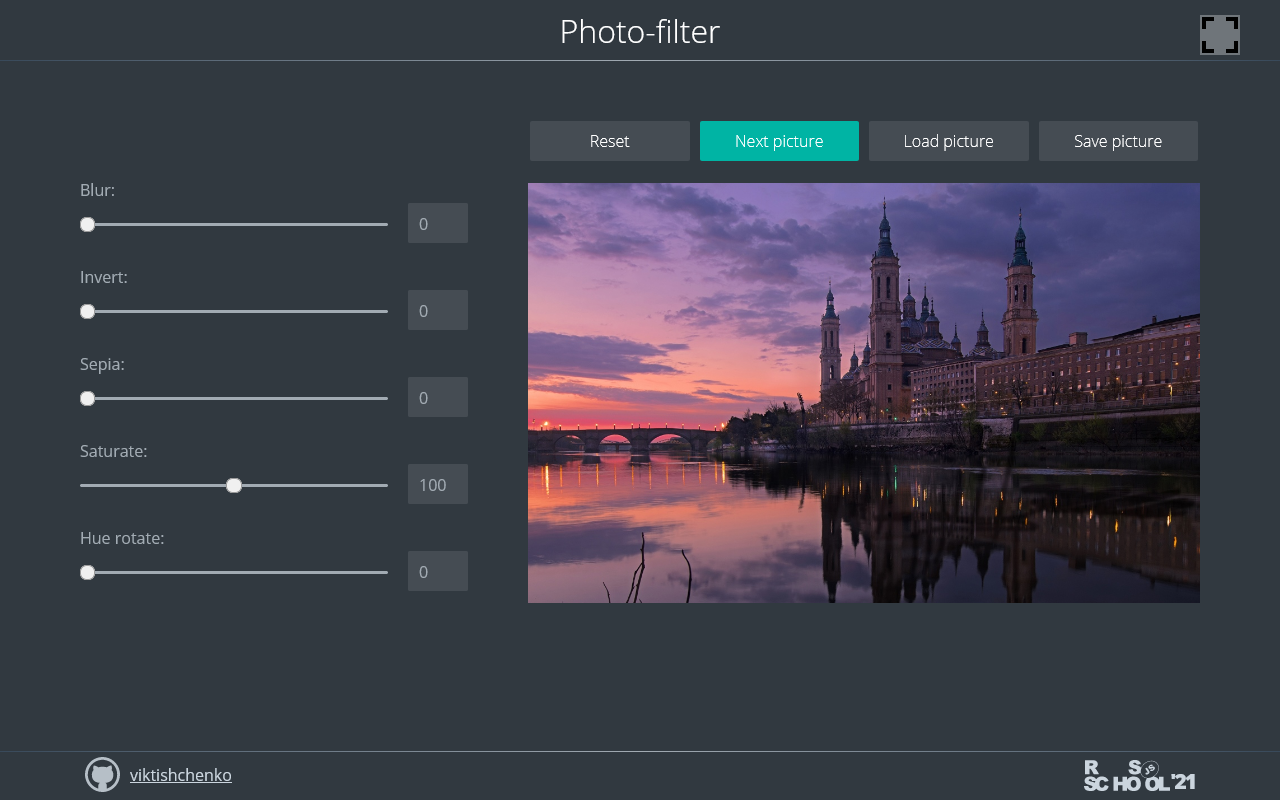 Photo-filter
Reset Next picture Load picture Save picture
Blur:
0
Invert:
0
Sepia:
0
Saturate:
100
Hue rotate:
0
viktishchenko
R S JS
SCHOOL'21